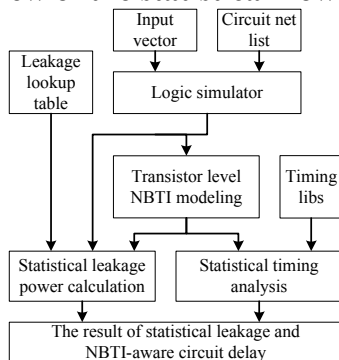 Input
vector
Circuit net
list
Leakage
lookup
table
Logic simulator
Transistor level
NBTI modeling
Timing
libs
Statistical leakage
power calculation
Statistical timing
analysis
The result of statistical leakage and
NBTI-aware circuit delay